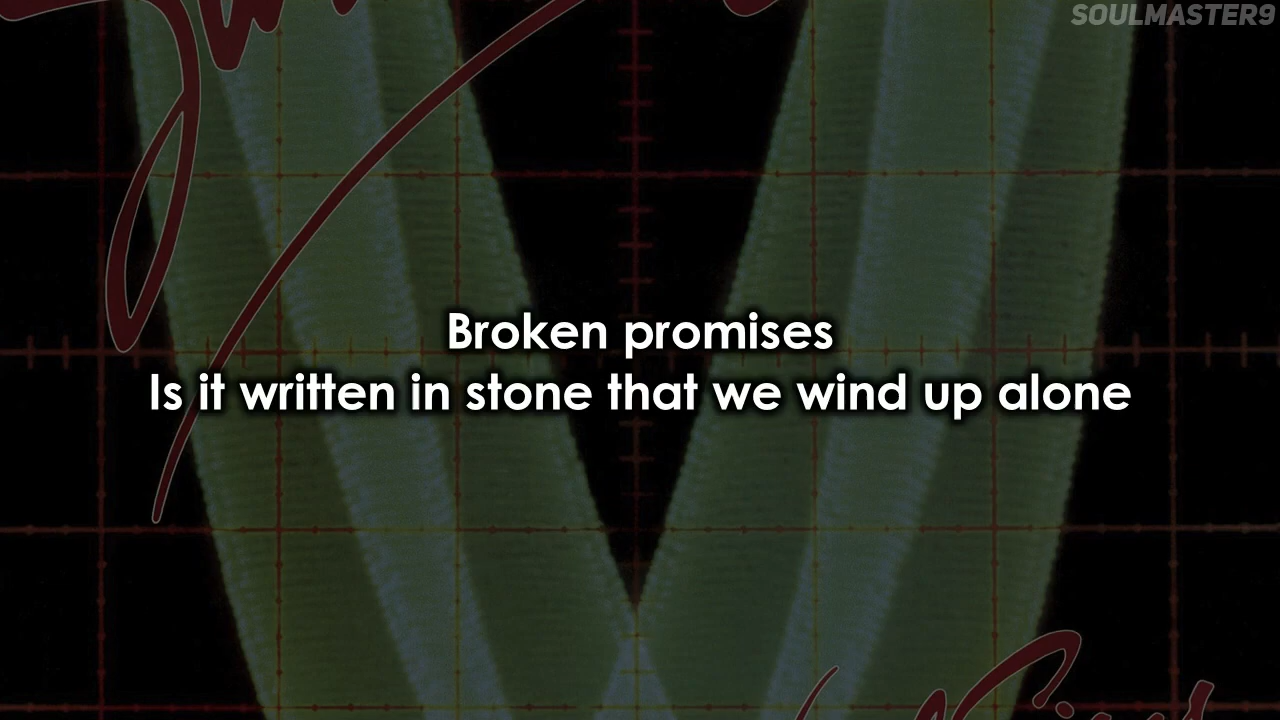 SOULMASTER9
Broken promises
Is it written in stone that we wind up alone